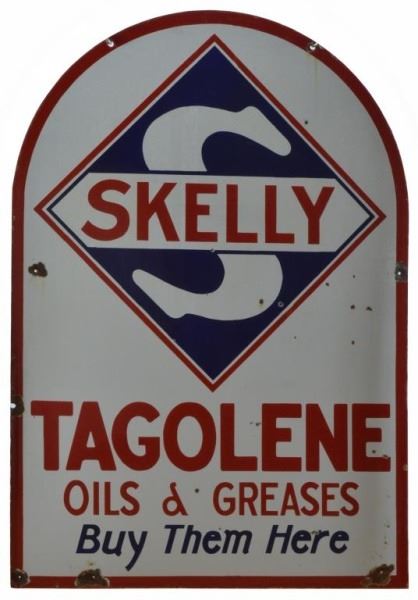 S
SKELLY
TAGOLENE
OILS & GREASES
Buy Them Here